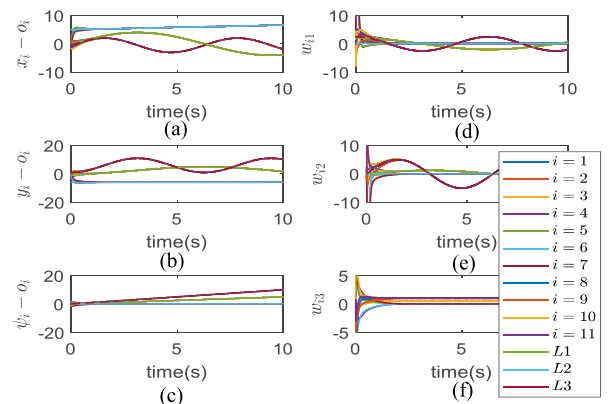 10
0
-10
x_i − o_i
0
5
10
time(s)
(a)
20
10
0
-10
y_i − o_i
0
5
10
time(s)
(b)
20
0
-20
ψ_i − o_i
0
5
10
time(s)
(c)
10
0
-10
w_{i1}
0
5
10
time(s)
(d)
10
0
-10
w_{i2}
0
5
time(s)
(e)
5
0
-5
w_{i3}
0
5
time(s)
(f)
i = 1
i = 2
i = 3
i = 4
i = 5
i = 6
i = 7
i = 8
i = 9
i = 10
i = 11
L1
L2
L3